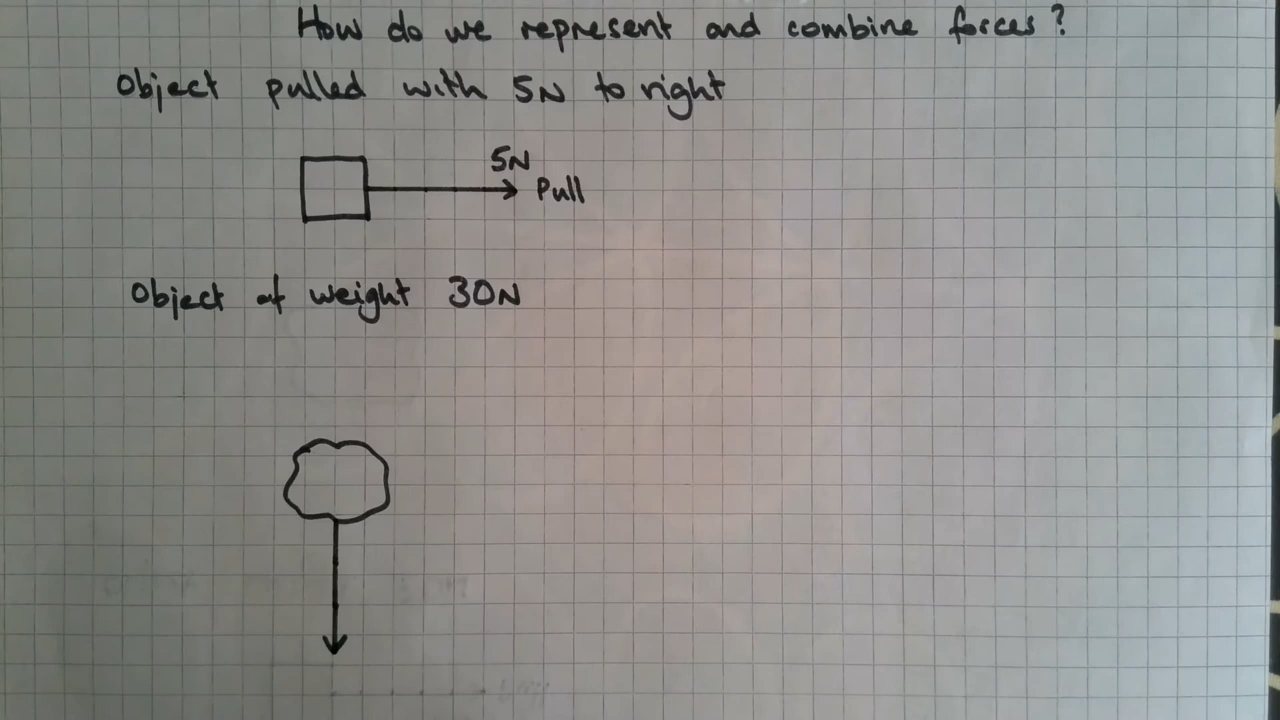 How do we represent and combine forces?
Object pulled with 5N to right
5N
Pull
Object of weight 30N